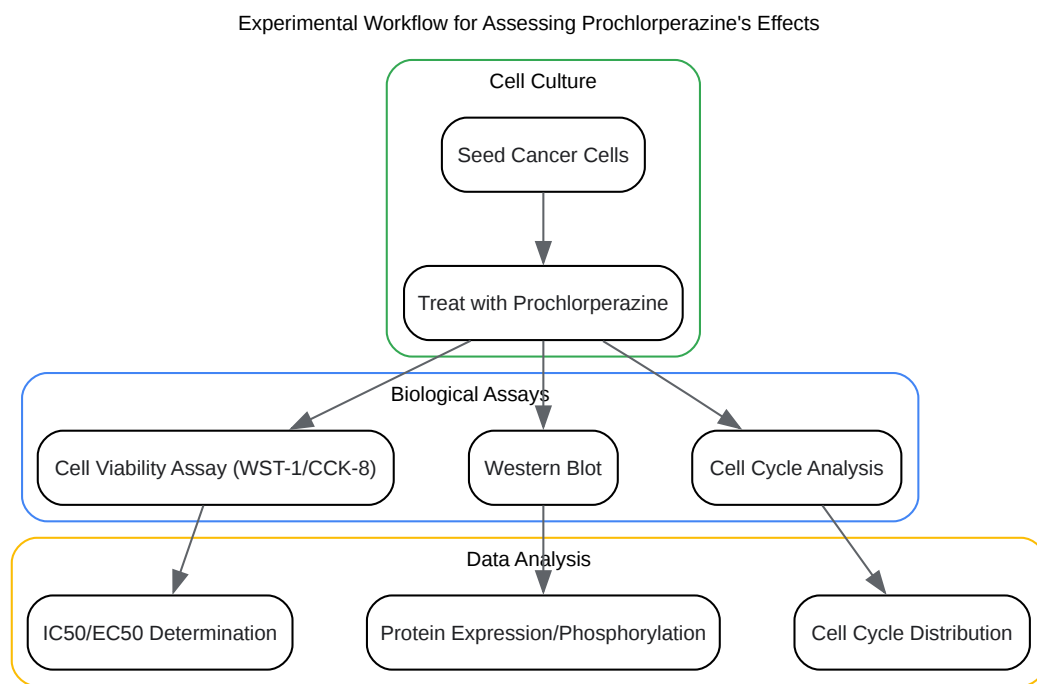 Experimental Workflow for Assessing Prochlorperazine's Effects
Cell Culture
Seed Cancer Cells
Treat with Prochlorperazine
Biological Assays
Cell Viability Assay (WST-1/CCK-8)
Western Blot
Cell Cycle Analysis
Data Analysis
IC50/EC50 Determination
Protein Expression/Phosphorylation
Cell Cycle Distribution